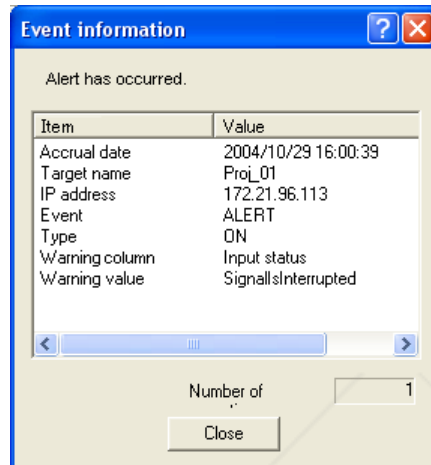 Event information
Alert has occurred.
Item Value
Accrual date 2004/10/29 16:00:39
Target name Proj_01
IP address 172.21.96.113
Event ALERT
Type ON
Warning column Input status
Warning value SignalIsInterrupted
Number of 1
Close